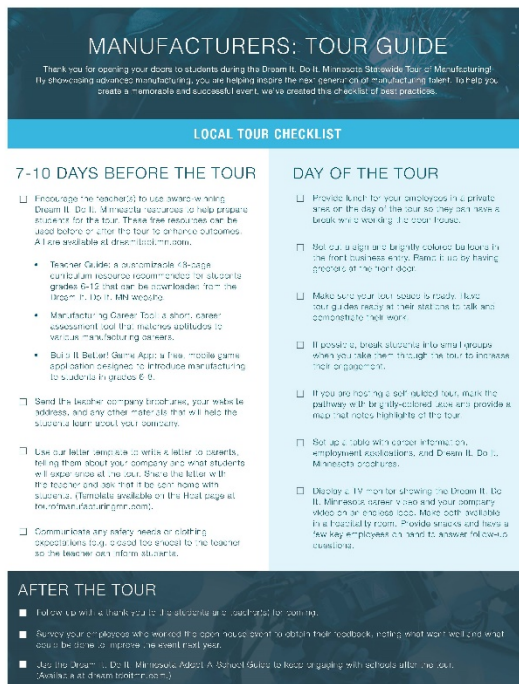 MANUFACTURERS: TOUR GUIDE
Thank you for opening your doors to students during the Dream It. Do It. Minnesota Statewide Tour of Manufacturing!
By showcasing advanced manufacturing, you are helping inspire the next generation of manufacturing talent. To help you
create a memorable and successful event, we've created this checklist of best practices.
LOCAL TOUR CHECKLIST
7-10 DAYS BEFORE THE TOUR
Encourage the teacher(s) to use award-winning
Dream It. Do It. Minnesota resources to help prepare
students for the tour. These free resources can be
used before or after the tour to enhance outcomes.
All are available at dreamitdoitmn.com.
• Teacher Guide: a customizable 48-page
curriculum resource recommended for students
grades 6-12 that can be downloaded from the
Dream It. Do It. MN website.
• Manufacturing Career Tool: a short, career
assessment tool that matches aptitudes to
various manufacturing careers.
• Build It Better! Game App: a free, mobile game
application designed to introduce manufacturing
to students in grades 6-8.
Send the teacher company brochures, your website
address, and any other materials that will help the
students learn about your company.
Use our letter template to write a letter to parents,
telling them about your company and what students
will experience at the tour. Share the letter with
the teacher and ask that it be sent home with
students. (Template available on the Host page at
tourofmanufacturingmn.com).
Communicate any safety needs or clothing
expectations (e.g. closed toe shoes) to the teacher
so the teacher can inform students.
DAY OF THE TOUR
Provide lunch for your employees in a private
area on the day of the tour so they can have a
break while working the open house.
Set out a sign and brightly colored balloons in
the front business entry. Ramp it up by having
greeters at the front door.
Make sure your tour space is ready. Have
tour guides ready at their stations to talk and
demonstrate their work.
If possible, break students into small groups
when you take them through the tour to increase
their engagement.
If you are hosting a self-guided tour, mark the
pathway with brightly-colored tape and provide a
map that notes highlights of the tour.
Set up a table with career information,
employment applications, and Dream It. Do It.
Minnesota brochures.
Display a TV monitor showing the Dream It. Do
It. Minnesota career video and your company
video on an endless loop. Make both available
in a hospitality room. Provide snacks and have a
few key employees on hand to answer follow-up
questions.
AFTER THE TOUR
Follow up with a thank you to the students and teacher(s) for coming.
Survey your employees who worked the open house event to obtain their feedback, noting what went well and what
could be done to improve the event next year.
Use the Dream It. Do It. Minnesota Adopt-A-School Guide to keep engaging with schools after the tour.
(Available at dreamitdoitmn.com.)